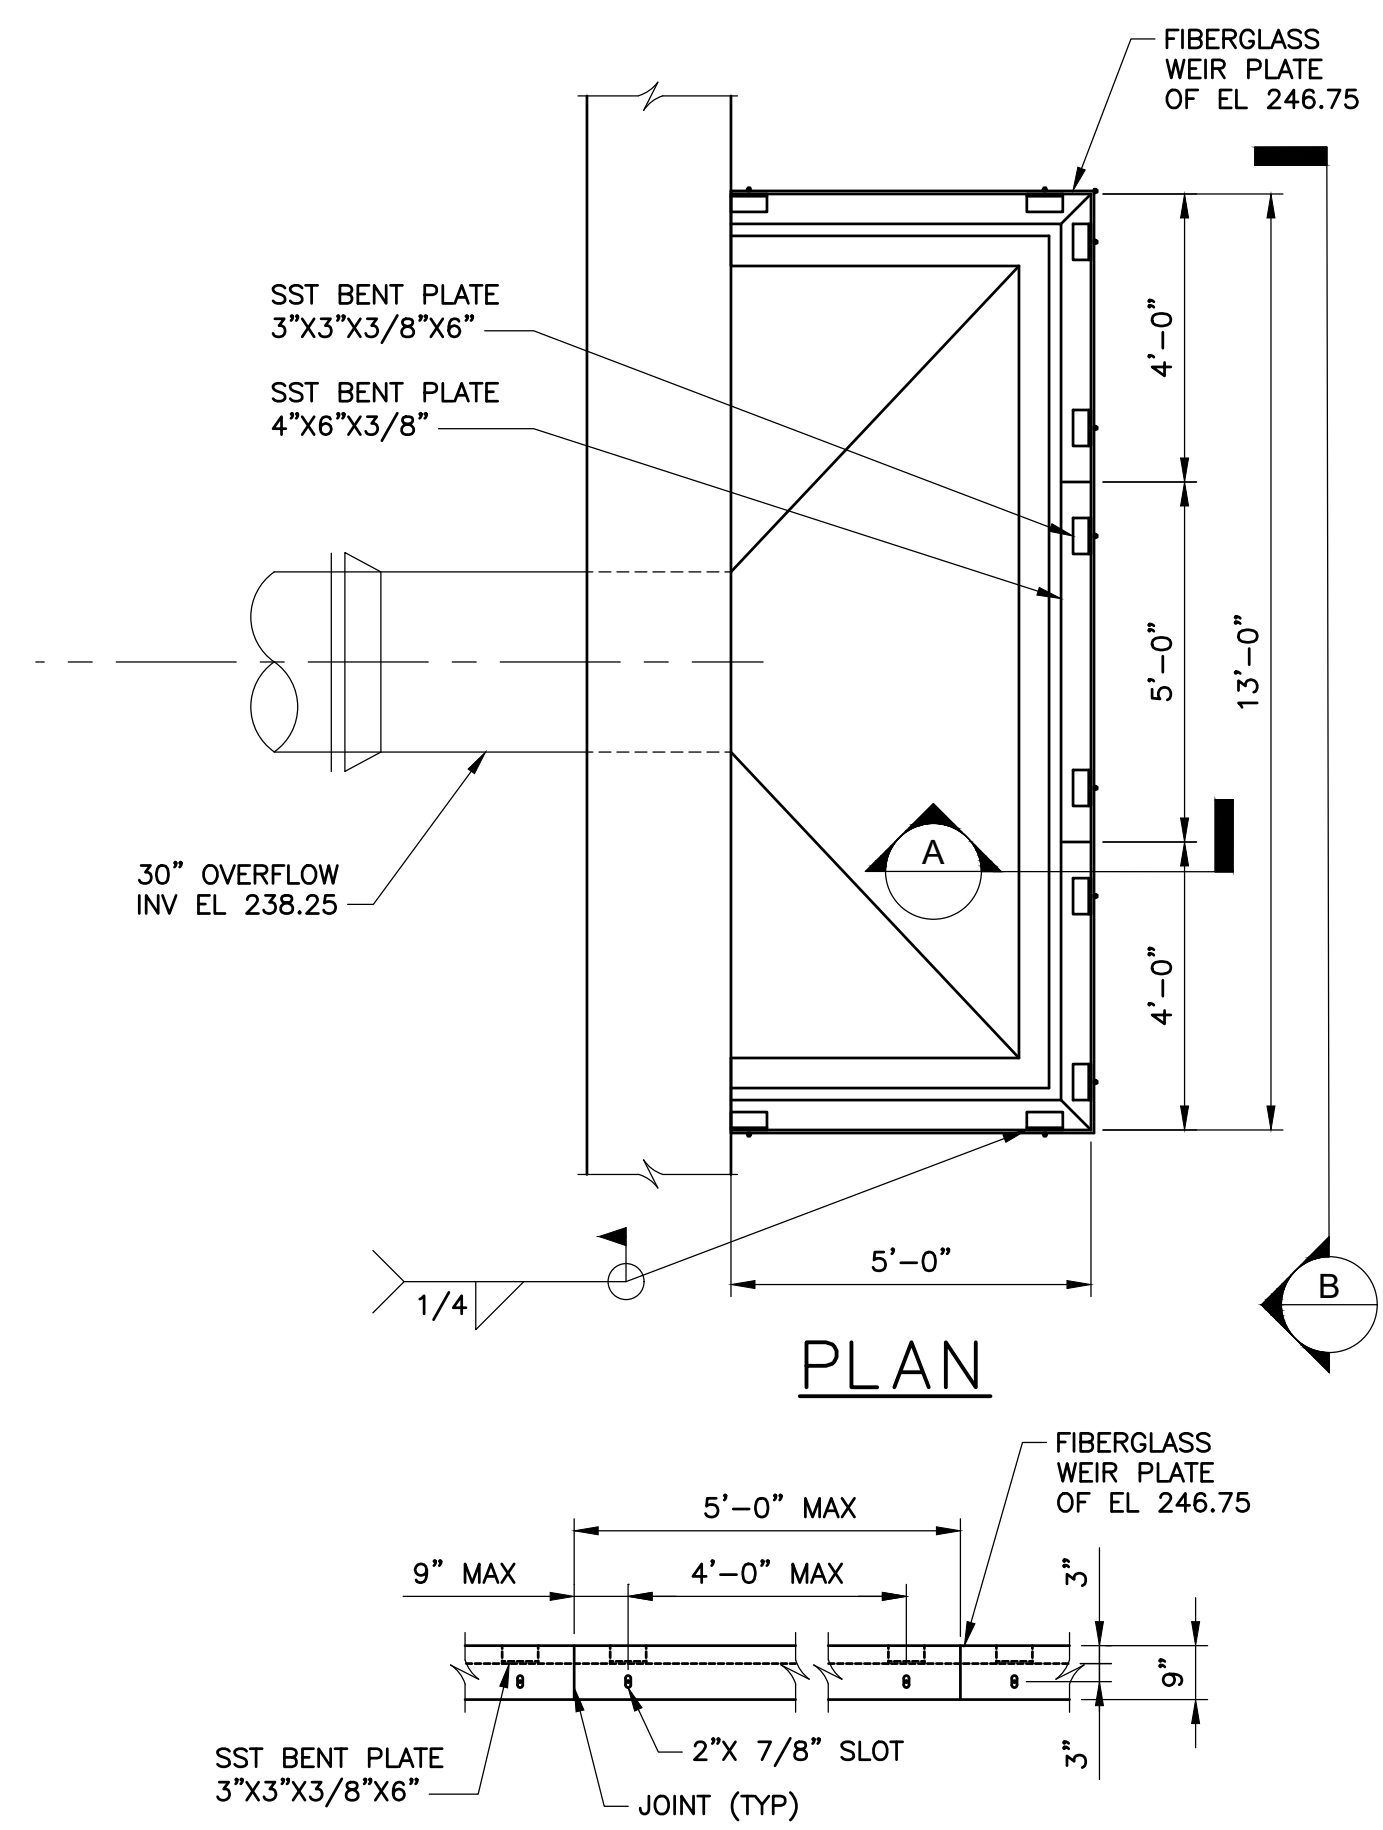 FIBERGLASS
WEIR PLATE
OF EL 246.75
SST BENT PLATE
3"X3"X3/8"X6"
SST BENT PLATE
4"X6"X3/8"
4'-0"
5'-0"
13'-0"
A
30" OVERFLOW
INV EL 238.25
4'-0"
5'-0"
1/4
B
PLAN
FIBERGLASS
WEIR PLATE
OF EL 246.75
5'-0" MAX
9" MAX
4'-0" MAX
3"
9"
3"
SST BENT PLATE
3"X3"X3/8"X6"
2"X 7/8" SLOT
JOINT (TYP)